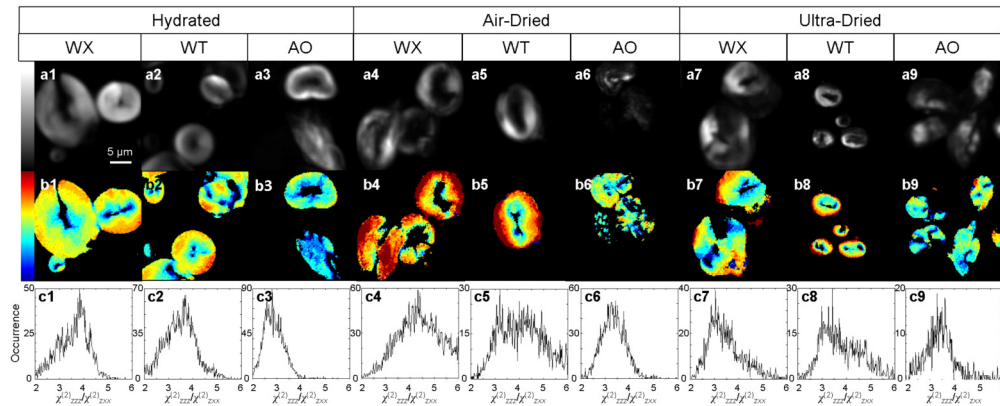 Hydrated Air-Dried Ultra-Dried
WX WT AO WX WT AO WX WT AO
a1 a2 a3 a4 a5 a6 a7 a8 a9
5 μm
b1 b2 b3 b4 b5 b6 b7 b8 b9
50 70 90 60 30 60 40 30 20
c1 c2 c3 c4 c5 c6 c7 c8 c9
25 35 45 30 15 30 20 15 10
Occurrence
0 0 0 0 0 0 0 0 0
2 3 4 5 6 2 3 4 5 6 2 3 4 5 6 2 3 4 5 6 2 3 4 5 6 2 3 4 5 6 2 3 4 5 6 2 3 4 5 6 2 3 4 5 6
χ⁽²⁾zzz/χ⁽²⁾zxx χ⁽²⁾zzz/χ⁽²⁾zxx χ⁽²⁾zzz/χ⁽²⁾zxx χ⁽²⁾zzz/χ⁽²⁾zxx χ⁽²⁾zzz/χ⁽²⁾zxx χ⁽²⁾zzz/χ⁽²⁾zxx χ⁽²⁾zzz/χ⁽²⁾zxx χ⁽²⁾zzz/χ⁽²⁾zxx χ⁽²⁾zzz/χ⁽²⁾zxx